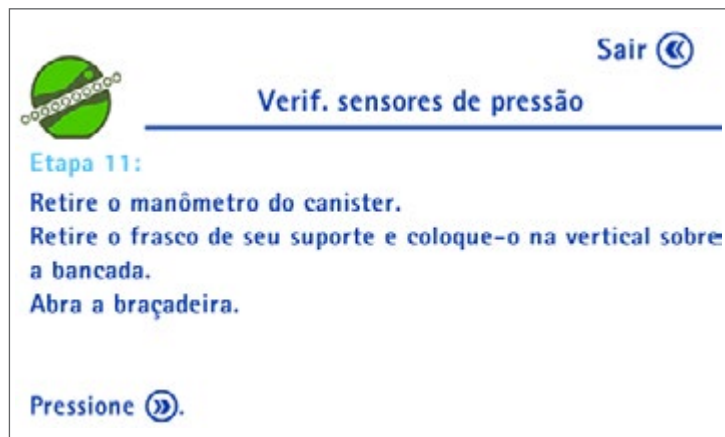 Sair «
Verif. sensores de pressão
Etapa 11:
Retire o manômetro do canister.
Retire o frasco de seu suporte e coloque-o na vertical sobre
a bancada.
Abra a braçadeira.
Pressione ».